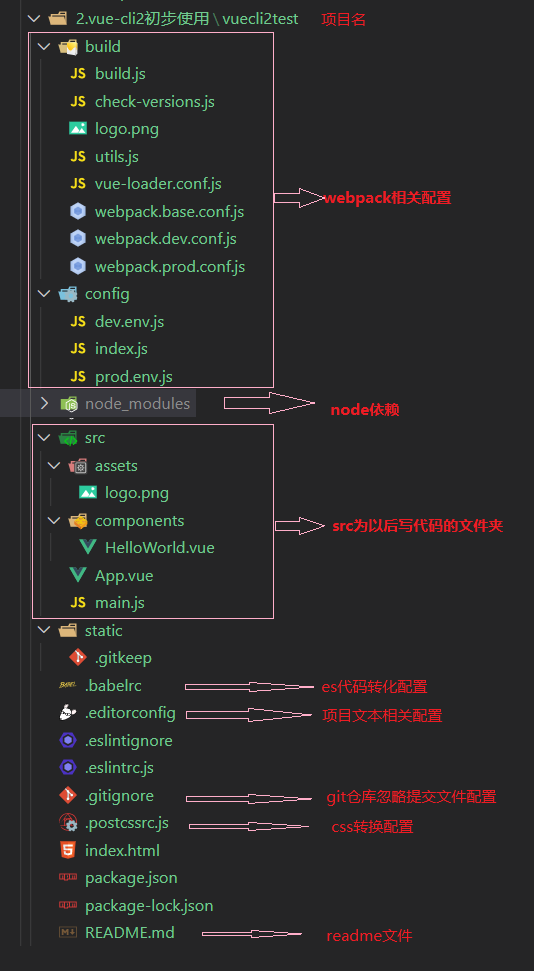 2.vue-cli2初步使用 \ vuecli2test 项目名
build
JS build.js
JS check-versions.js
logo.png
JS utils.js
JS vue-loader.conf.js
webpack相关配置
webpack.base.conf.js
webpack.dev.conf.js
webpack.prod.conf.js
config
JS dev.env.js
JS index.js
JS prod.env.js
node_modules node依赖
src
assets
logo.png
components src为以后写代码的文件夹
HelloWorld.vue
App.vue
JS main.js
static
.gitkeep
BABEL .babelrc es代码转化配置
.editorconfig 项目文本相关配置
.eslintignore
.eslintrc.js
.gitignore git仓库忽略提交文件配置
.postcssrc.js css转换配置
index.html
package.json
package-lock.json
README.md readme文件